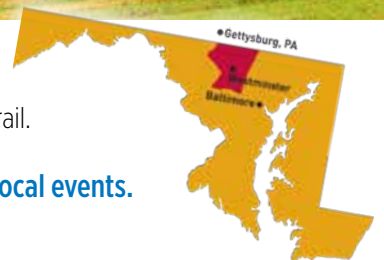 Gettysburg, PA
Westminster
Baltimore
rail.
ocal events.